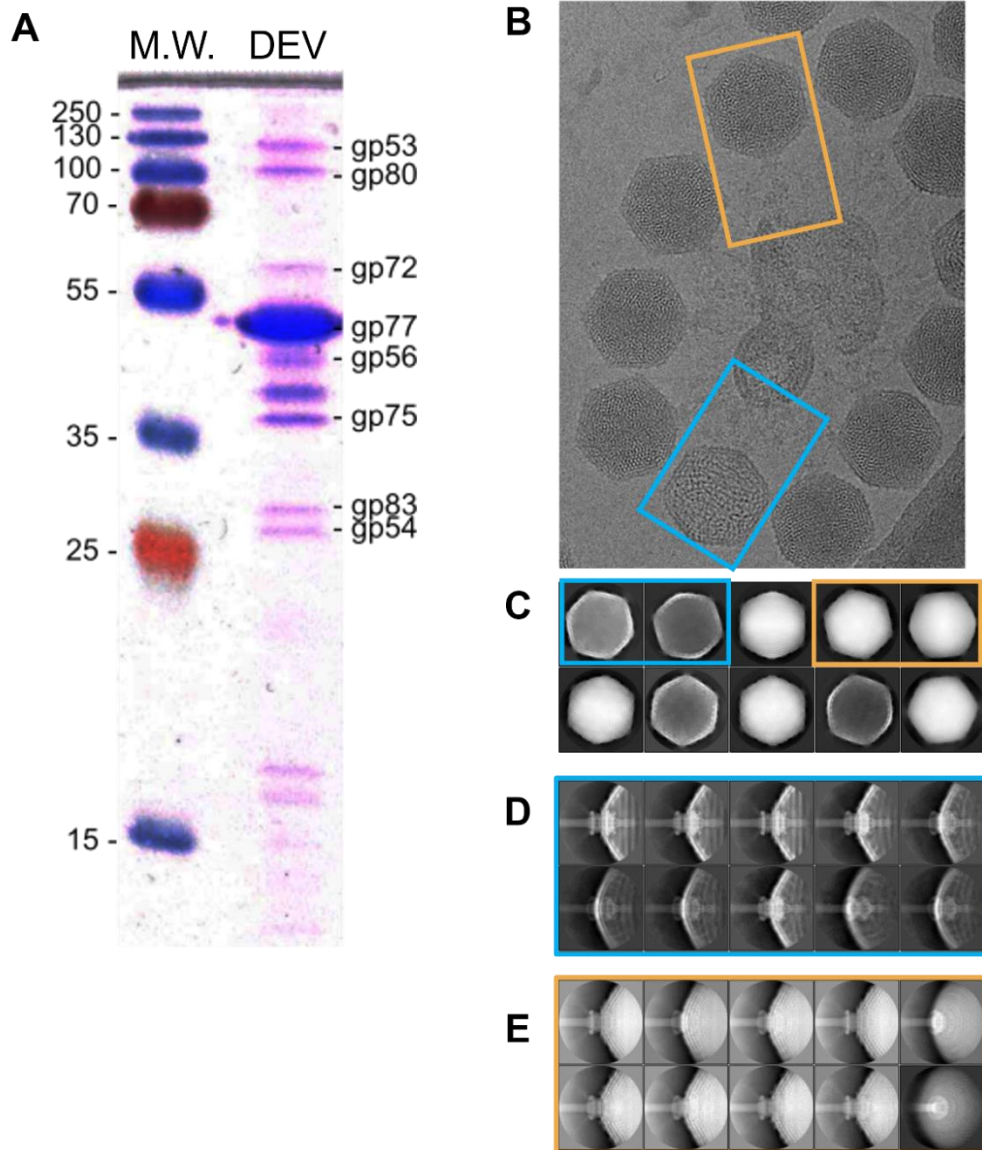 A
M.W. DEV
250 -
130 -
100 -
70 -
55 -
35 -
25 -
15 -
- gp53
- gp80
- gp72
- gp77
- gp56
- gp75
- gp83
- gp54
B
C
D
E